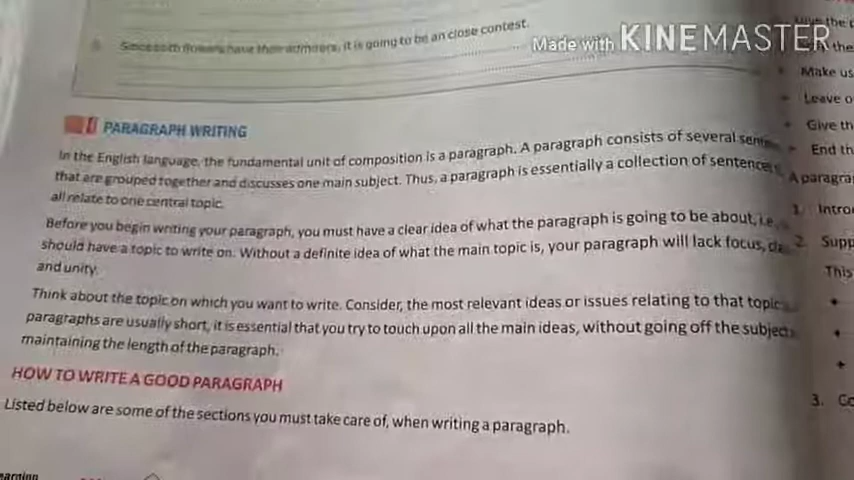 Since both flowers have their admirers, it is going to be an close contest.
Made with KINEMASTER
PARAGRAPH WRITING
In the English language, the fundamental unit of composition is a paragraph. A paragraph consists of several
that are grouped together and discusses one main subject. Thus, a paragraph is essentially a collection of sentences
all relate to one central topic.
Before you begin writing your paragraph, you must have a clear idea of what the paragraph is going to be about, i.e.,
should have a topic to write on. Without a definite idea of what the main topic is, your paragraph will lack focus,
and unity.
Think about the topic on which you want to write. Consider, the most relevant ideas or issues relating to that topic
paragraphs are usually short, it is essential that you try to touch upon all the main ideas, without going off the subject
maintaining the length of the paragraph.
HOW TO WRITE A GOOD PARAGRAPH
Listed below are some of the sections you must take care of, when writing a paragraph.
the
the
Make us
Leave o
Give th
End th
A paragra
1. Intro
2. Supp
This
3. Co